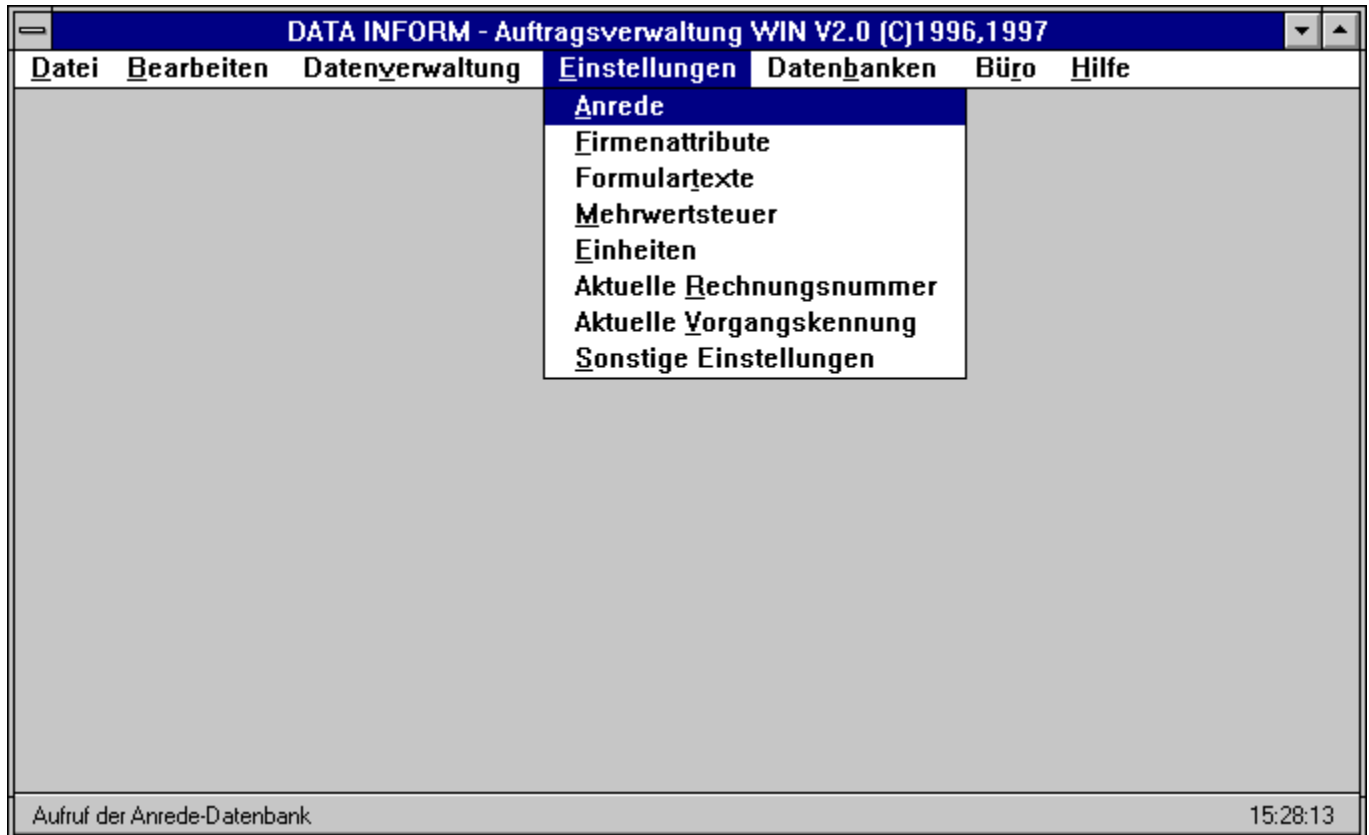 DATA INFORM - Auftragsverwaltung WIN V2.0 (C)1996,1997
Datei Bearbeiten Datenverwaltung Einstellungen Datenbanken Büro Hilfe
Anrede
Firmenattribute
Formulartexte
Mehrwertsteuer
Einheiten
Aktuelle Rechnungsnummer
Aktuelle Vorgangskennung
Sonstige Einstellungen
Aufruf der Anrede-Datenbank 15:28:13